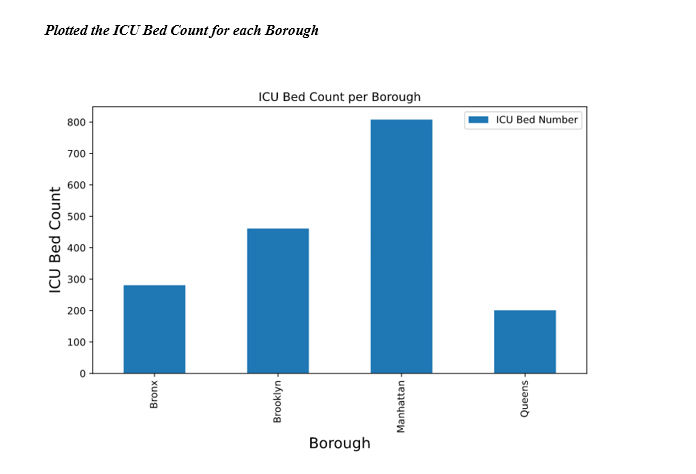 Plotted the ICU Bed Count for each Borough
ICU Bed Count per Borough
ICU Bed Number
ICU Bed Count
800
700
600
500
400
300
200
100
0
Bronx
Brooklyn
Manhattan
Queens
Borough